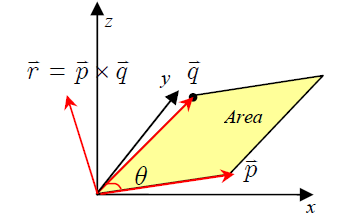 z
r⃗ = p⃗ × q⃗
y
q⃗
Area
θ
p⃗
x